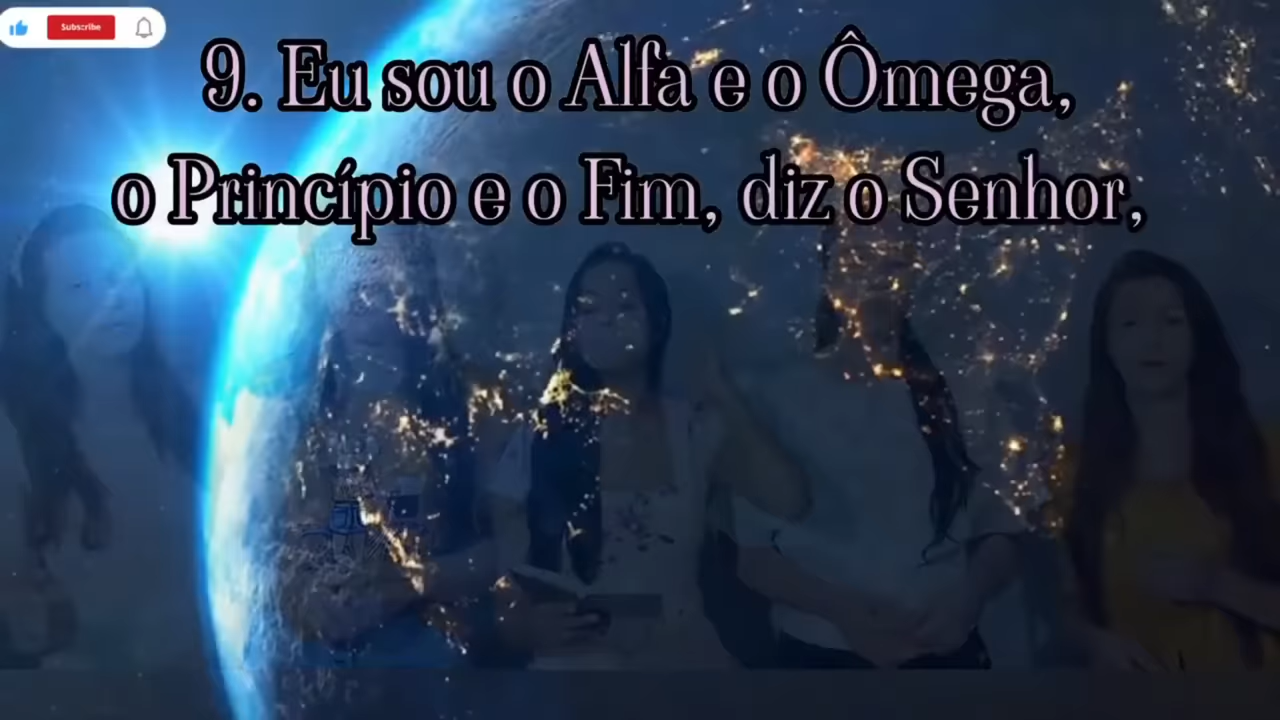 Subscribe
9. Eu sou o Alfa e o Ômega,
o Princípio e o Fim, diz o Senhor,